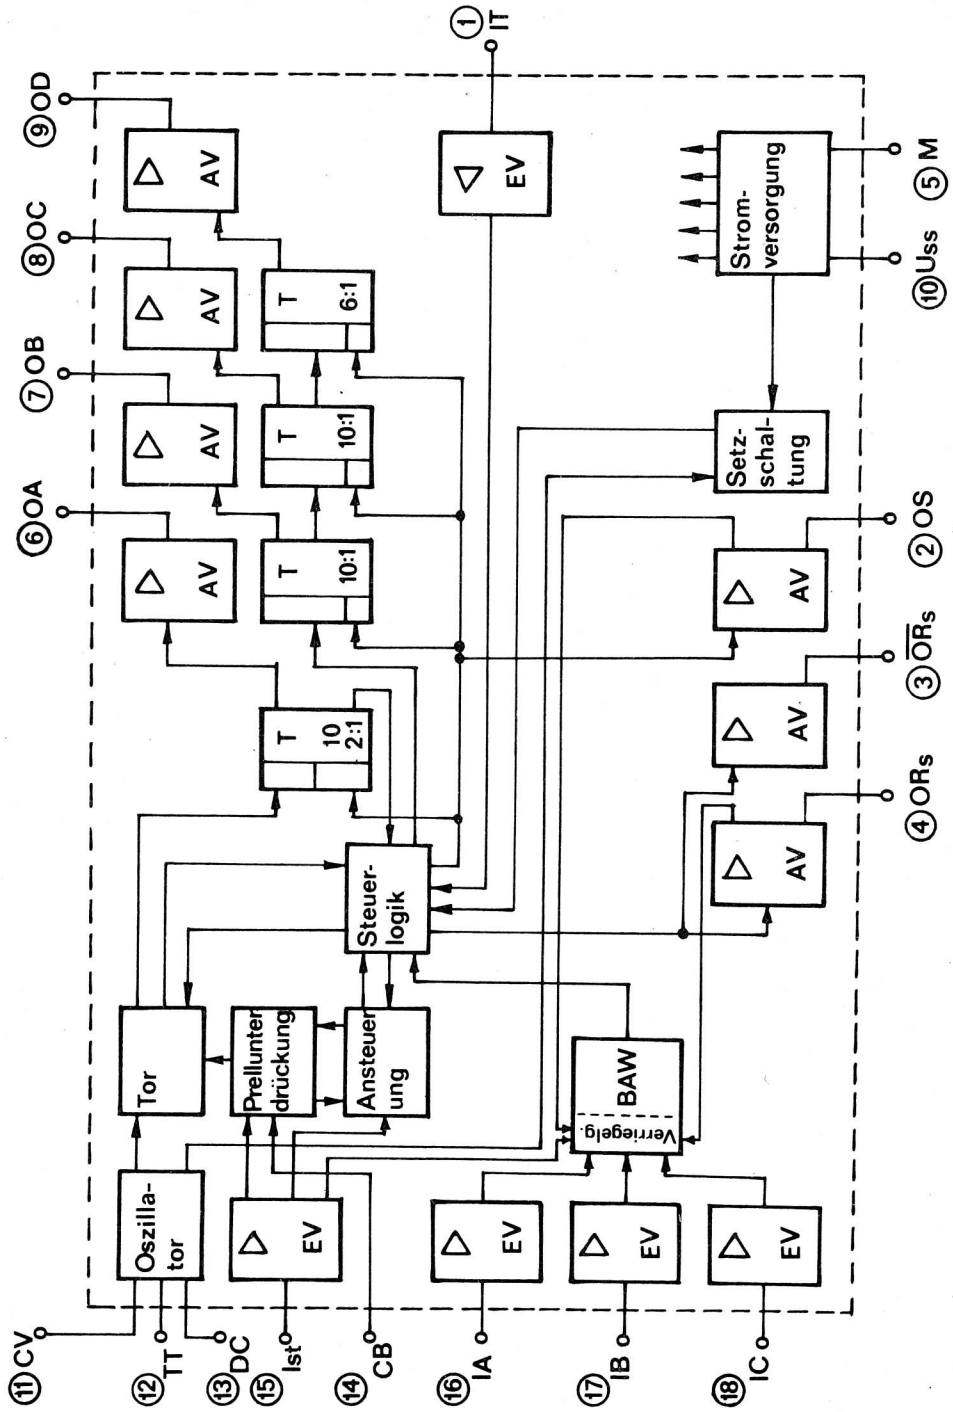 ⑪ CV
⑫ TT
⑬ DC
⑮ Ist
⑭ CB
⑯ IA
⑰ IB
⑱ IC
Oszilla-
tor
▷ EV
▷ EV
▷ EV
▷ EV
Tor
Prellunter
drückung
Ansteuer
ung
Verriegelg.
BAW
Steuer-
logik
T
10
2:1
T
10:1
T
10:1
T
6:1
▷ AV
▷ AV
▷ AV
▷ AV
⑥ OA
⑦ OB
⑧ OC
⑨ OD
EV
① IT
▷ AV
▷ AV
▷ AV
④ ORs
③ O̅R̅s
② OS
Setz-
schal-
tung
Strom-
versorgung
⑩ Uss
⑤ M